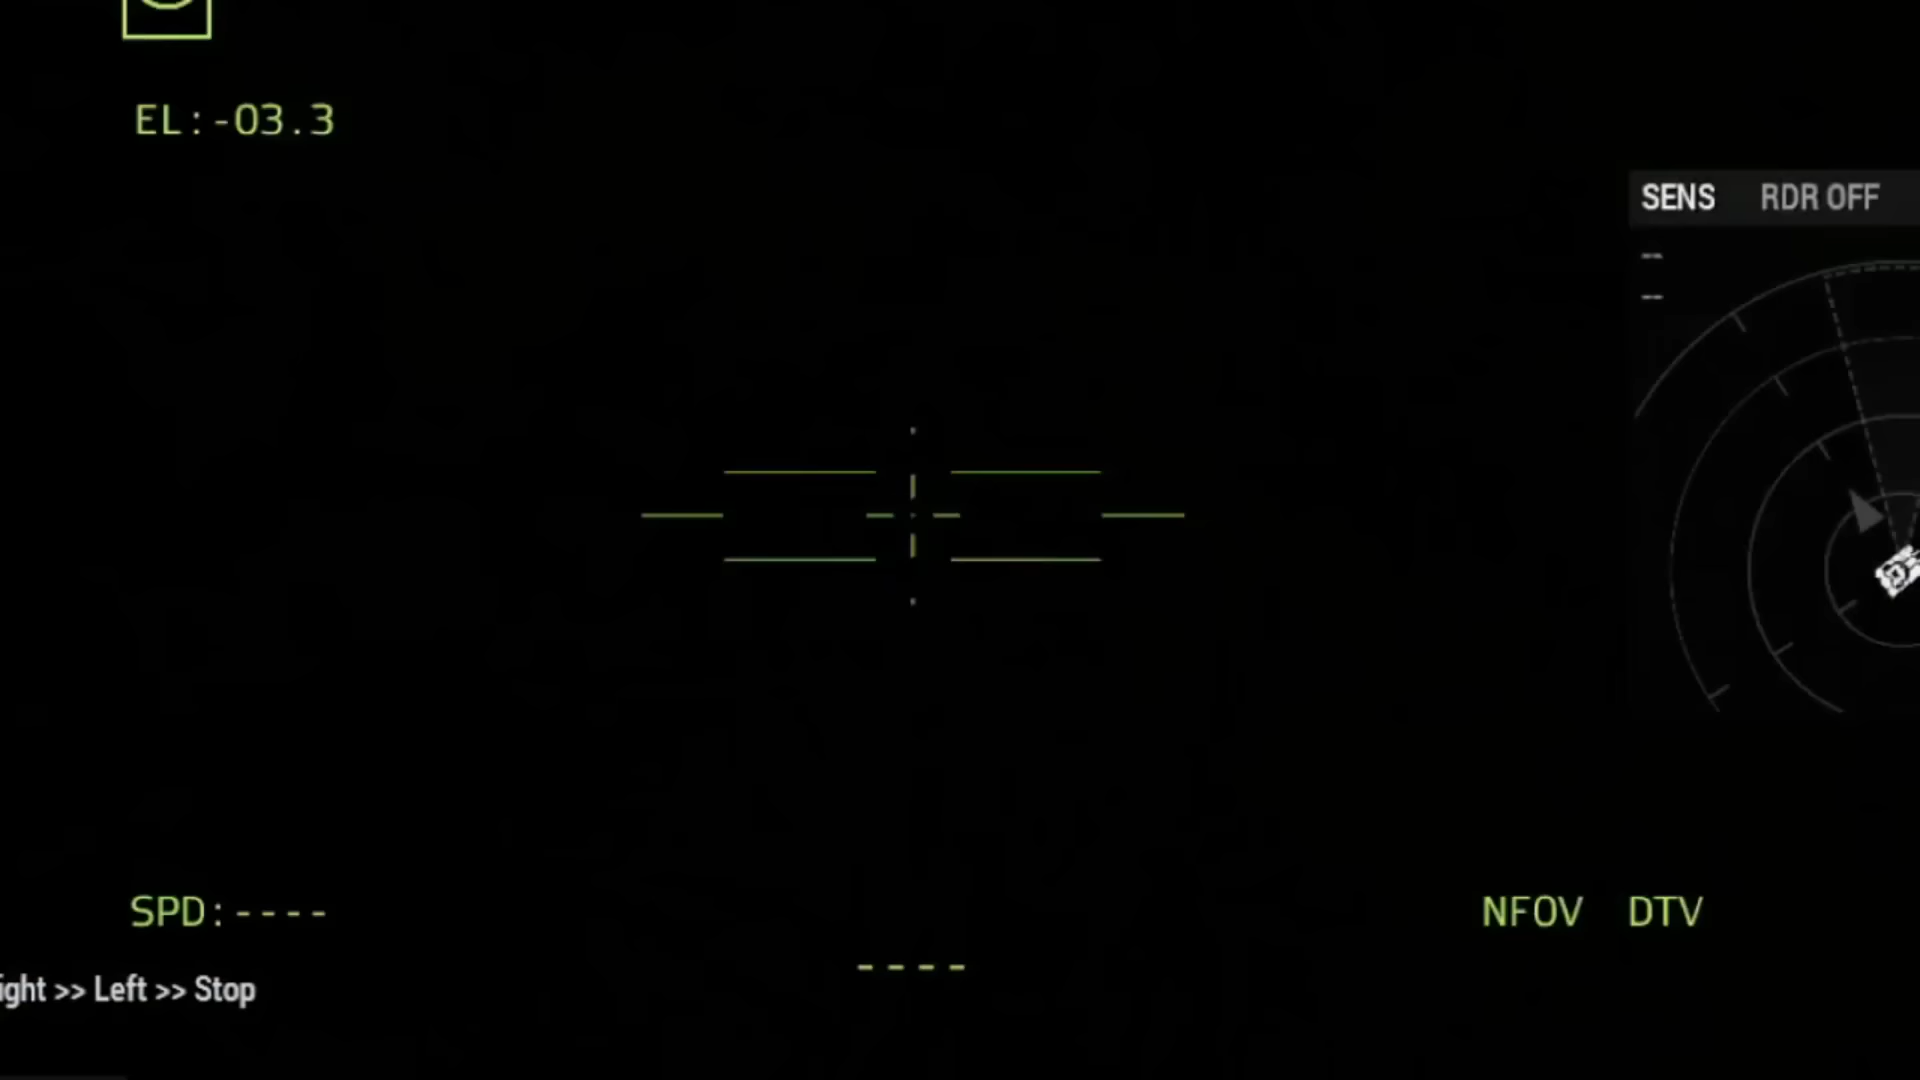 EL:-03.3
SENS RDR OFF
--
--
SPD:----
NFOV DTV
----
ight >> Left >> Stop